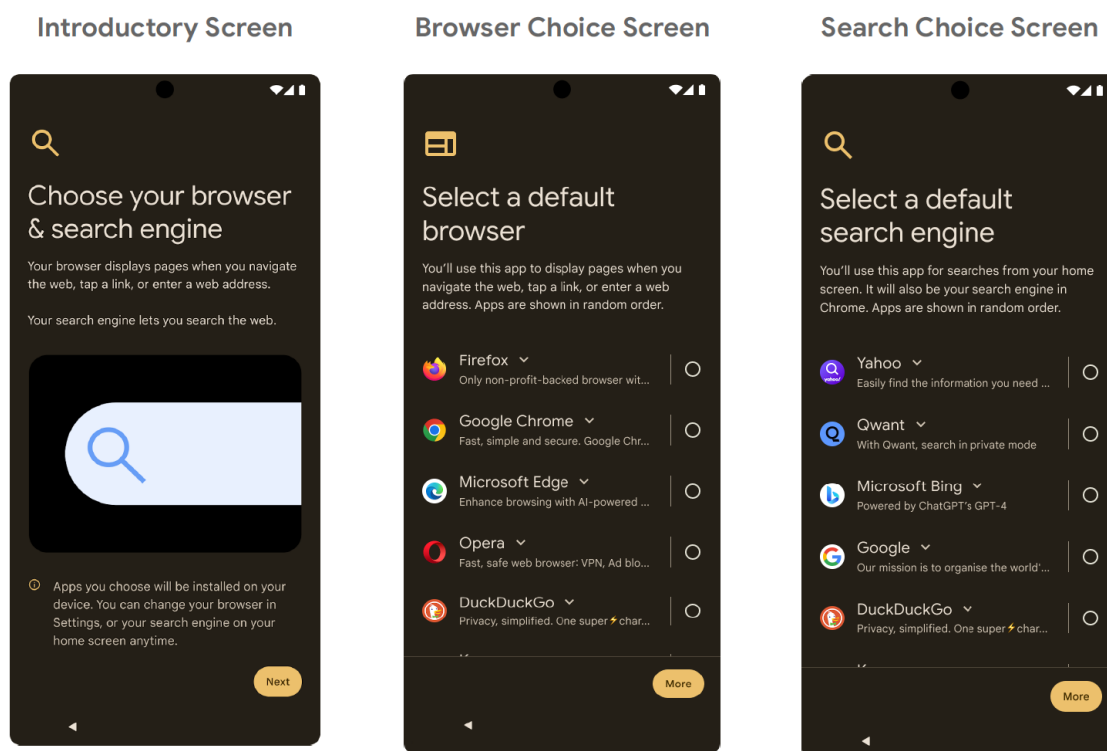 Introductory Screen
Choose your browser
& search engine
Your browser displays pages when you navigate
the web, tap a link, or enter a web address.
Your search engine lets you search the web.
Apps you choose will be installed on your
device. You can change your browser in
Settings, or your search engine on your
home screen anytime.
Next
Browser Choice Screen
Select a default
browser
You'll use this app to display pages when you
navigate the web, tap a link, or enter a web
address. Apps are shown in random order.
Firefox
Only non-profit-backed browser wit...
Google Chrome
Fast, simple and secure. Google Chr...
Microsoft Edge
Enhance browsing with AI-powered ...
Opera
Fast, safe web browser: VPN, Ad blo...
DuckDuckGo
Privacy, simplified. One super⚡char...
More
Search Choice Screen
Select a default
search engine
You'll use this app for searches from your home
screen. It will also be your search engine in
Chrome. Apps are shown in random order.
Yahoo
yahoo!
Easily find the information you need ...
Qwant
With Qwant, search in private mode
Microsoft Bing
Powered by ChatGPT's GPT-4
Google
Our mission is to organise the world'...
DuckDuckGo
Privacy, simplified. One super⚡char...
More